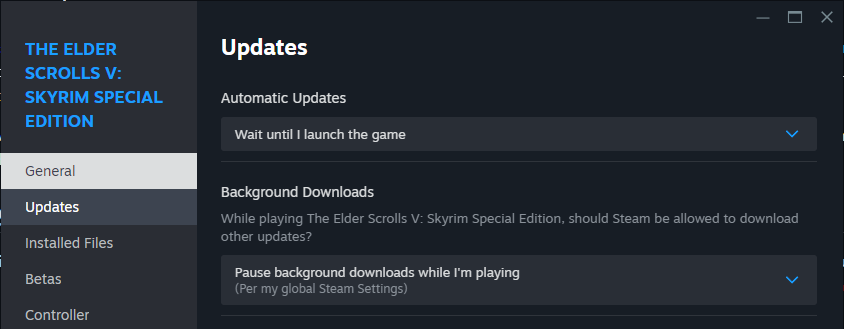 THE ELDER
SCROLLS V:
SKYRIM SPECIAL
EDITION
General
Updates
Installed Files
Betas
Controller
Updates
Automatic Updates
Wait until I launch the game
Background Downloads
While playing The Elder Scrolls V: Skyrim Special Edition, should Steam be allowed to download
other updates?
Pause background downloads while I'm playing
(Per my global Steam Settings)